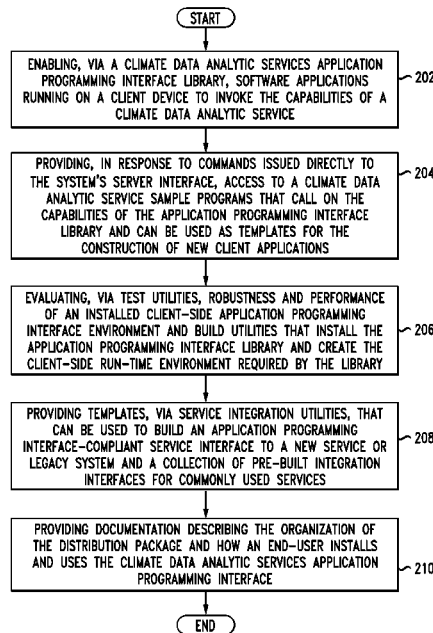 START
ENABLING, VIA A CLIMATE DATA ANALYTIC SERVICES APPLICATION
PROGRAMMING INTERFACE LIBRARY, SOFTWARE APPLICATIONS
RUNNING ON A CLIENT DEVICE TO INVOKE THE CAPABILITIES OF A
CLIMATE DATA ANALYTIC SERVICE
202
PROVIDING, IN RESPONSE TO COMMANDS ISSUED DIRECTLY TO
THE SYSTEM'S SERVER INTERFACE, ACCESS TO A CLIMATE DATA
ANALYTIC SERVICE SAMPLE PROGRAMS THAT CALL ON THE
CAPABILITIES OF THE APPLICATION PROGRAMMING INTERFACE
LIBRARY AND CAN BE USED AS TEMPLATES FOR THE
CONSTRUCTION OF NEW CLIENT APPLICATIONS
204
EVALUATING, VIA TEST UTILITIES, ROBUSTNESS AND PERFORMANCE
OF AN INSTALLED CLIENT-SIDE APPLICATION PROGRAMMING
INTERFACE ENVIRONMENT AND BUILD UTILITIES THAT INSTALL THE
APPLICATION PROGRAMMING INTERFACE LIBRARY AND CREATE THE
CLIENT-SIDE RUN-TIME ENVIRONMENT REQUIRED BY THE LIBRARY
206
PROVIDING TEMPLATES, VIA SERVICE INTEGRATION UTILITIES, THAT
CAN BE USED TO BUILD AN APPLICATION PROGRAMMING
INTERFACE-COMPLIANT SERVICE INTERFACE TO A NEW SERVICE OR
LEGACY SYSTEM AND A COLLECTION OF PRE-BUILT INTEGRATION
INTERFACES FOR COMMONLY USED SERVICES
208
PROVIDING DOCUMENTATION DESCRIBING THE ORGANIZATION OF
THE DISTRIBUTION PACKAGE AND HOW AN END-USER INSTALLS
AND USES THE CLIMATE DATA ANALYTIC SERVICES APPLICATION
PROGRAMMING INTERFACE
210
END